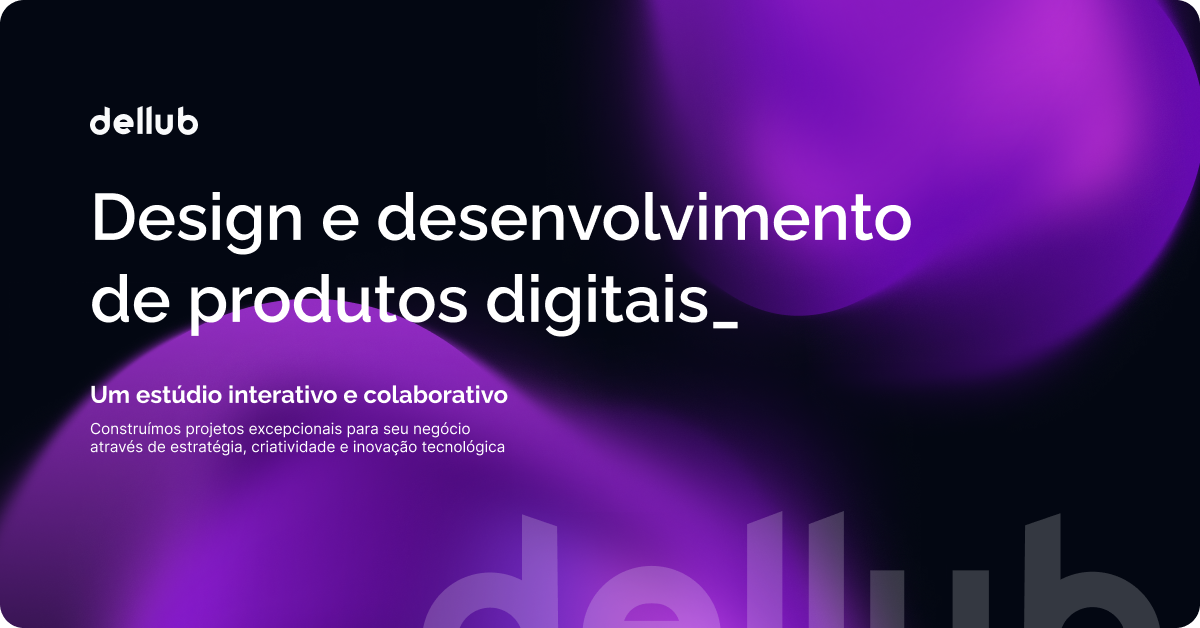 dellub
Design e desenvolvimento
de produtos digitais_
Um estúdio interativo e colaborativo
Construímos projetos excepcionais para seu negócio
através de estratégia, criatividade e inovação tecnológica
dellub